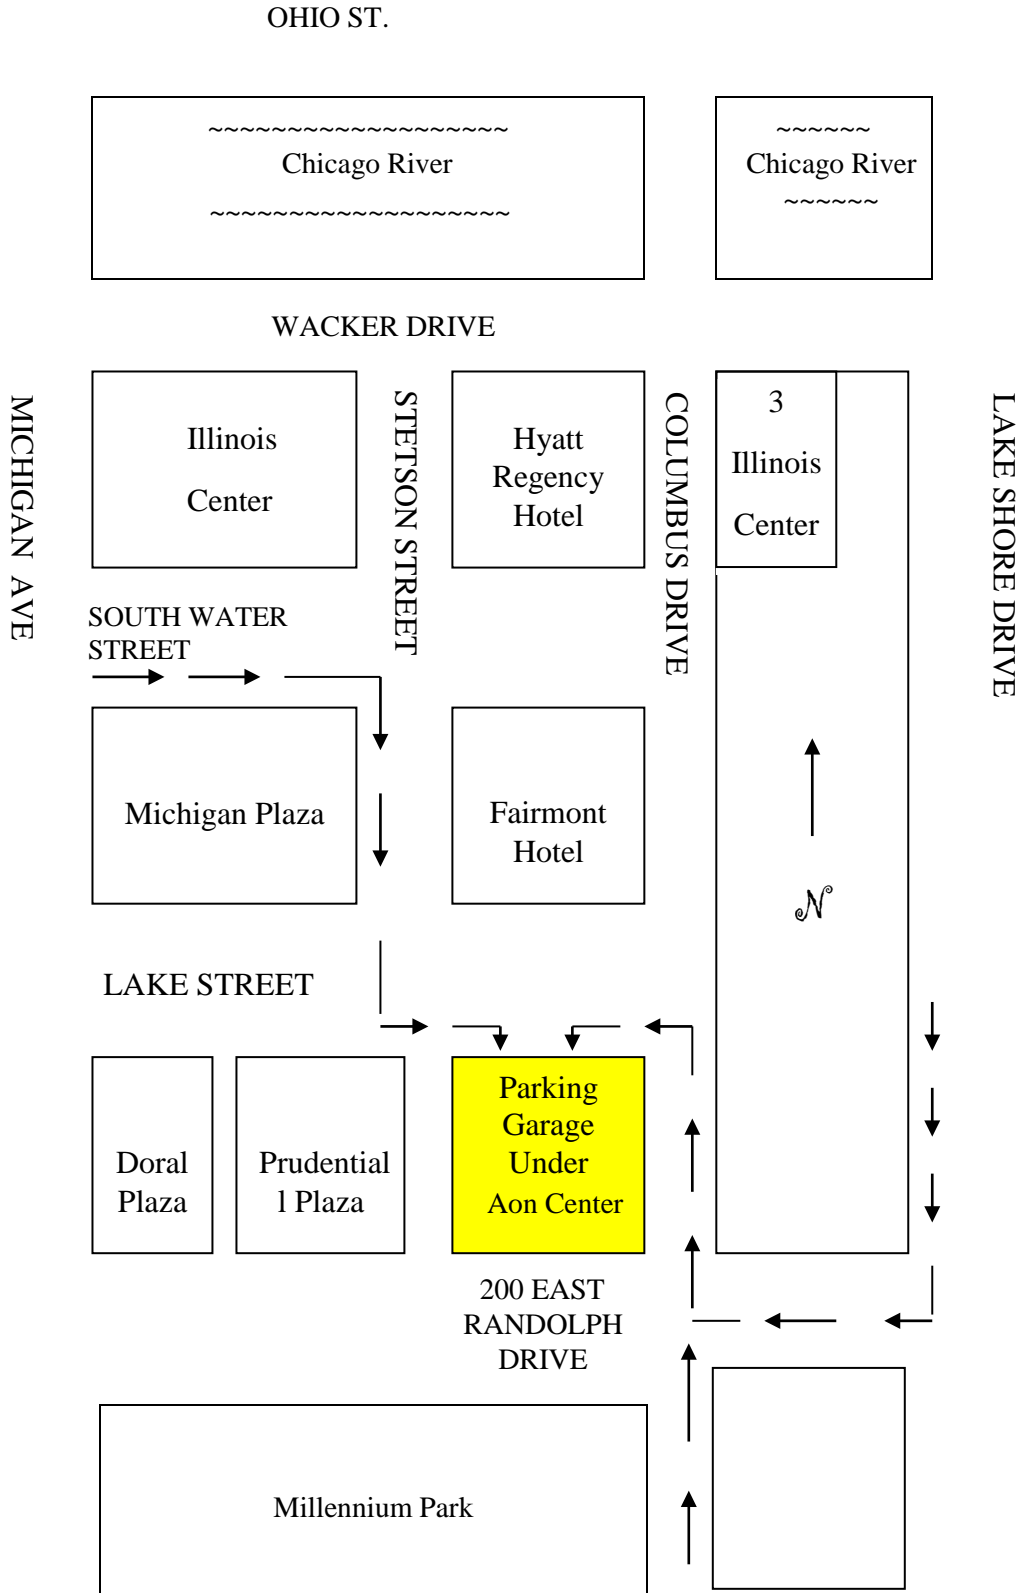 OHIO ST.
~~~~~~~~~~~~~~~~~~~
Chicago River
~~~~~~~~~~~~~~~~~~~
~~~~~~
Chicago River
~~~~~~
WACKER DRIVE
MICHIGAN AVE
Illinois
Center
STETSON STREET
Hyatt
Regency
Hotel
COLUMBUS DRIVE
3
Illinois
Center
LAKE SHORE DRIVE
SOUTH WATER
STREET
Michigan Plaza
Fairmont
Hotel
N
LAKE STREET
Doral
Plaza
Prudential
l Plaza
Parking
Garage
Under
Aon Center
200 EAST
RANDOLPH
DRIVE
Millennium Park